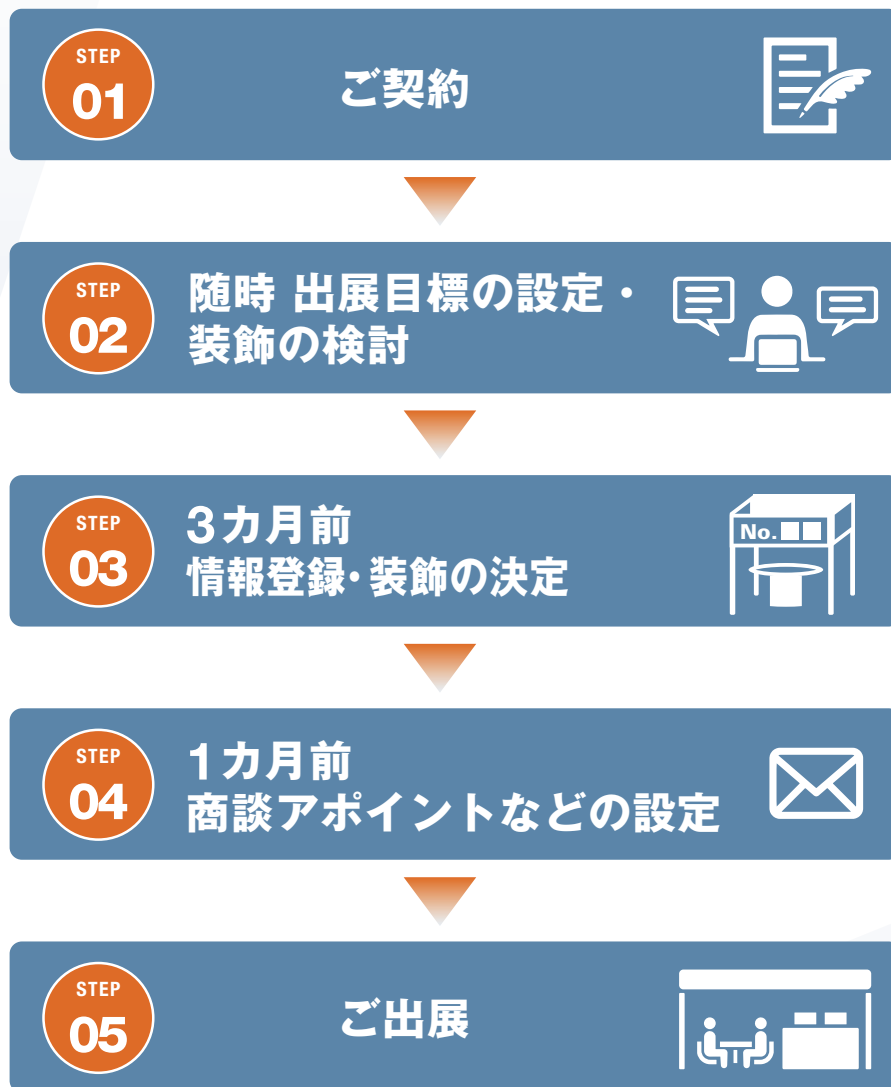 STEP
01
ご契約
STEP
02
随時 出展目標の設定・
装飾の検討
STEP
03
3カ月前
情報登録・装飾の決定
No.
STEP
04
1カ月前
商談アポイントなどの設定
STEP
05
ご出展